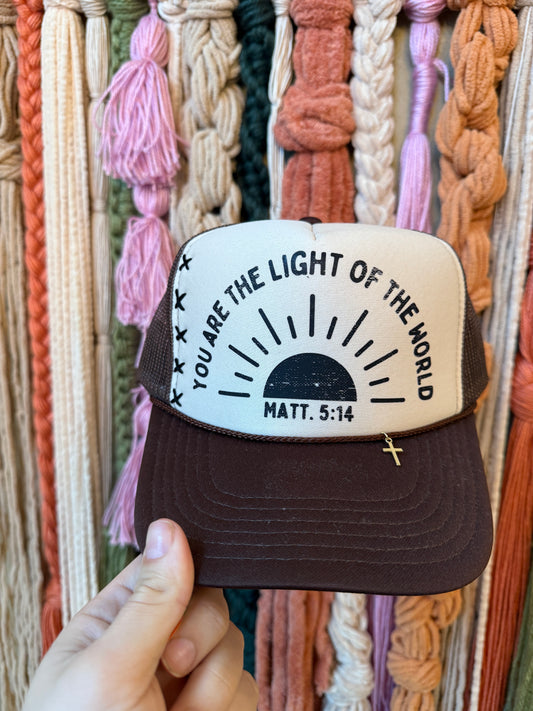 YOU ARE THE LIGHT OF THE WORLD
MATT. 5:14